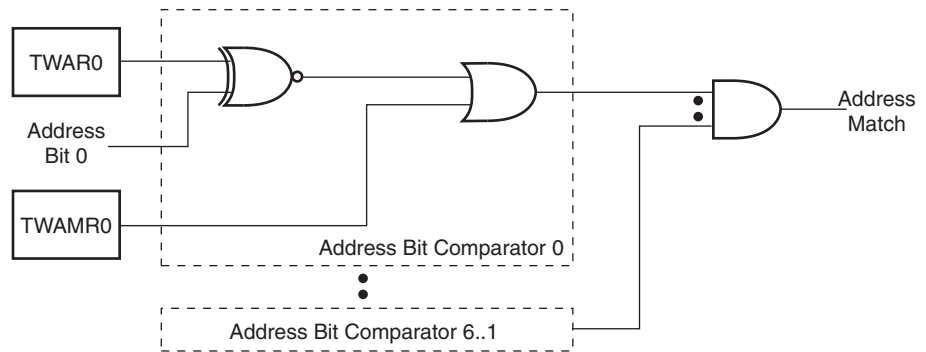 TWAR0
Address
Bit 0
TWAMR0
Address Bit Comparator 0
Address Bit Comparator 6..1
Address
Match